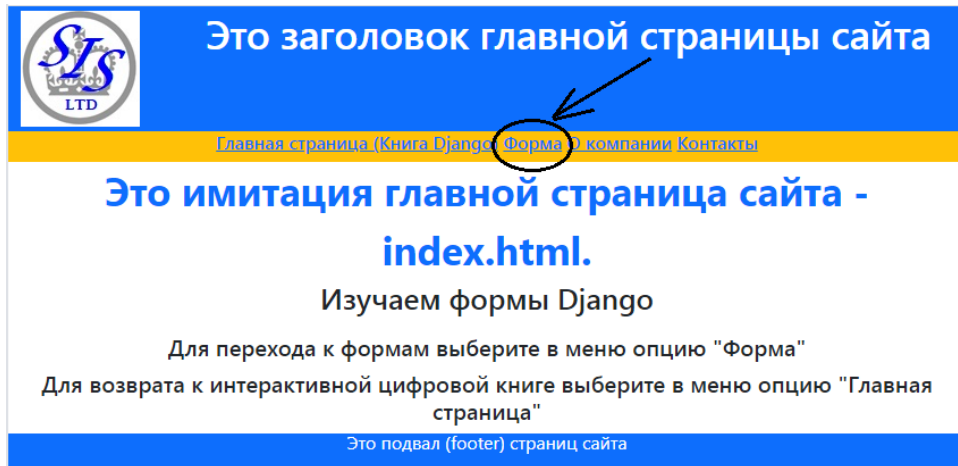 SIS
LTD
Это заголовок главной страницы сайта
Главная страница (Книга Django) Форма О компании Контакты
Это имитация главной страница сайта -
index.html.
Изучаем формы Django
Для перехода к формам выберите в меню опцию "Форма"
Для возврата к интерактивной цифровой книге выберите в меню опцию "Главная
страница"
Это подвал (footer) страниц сайта